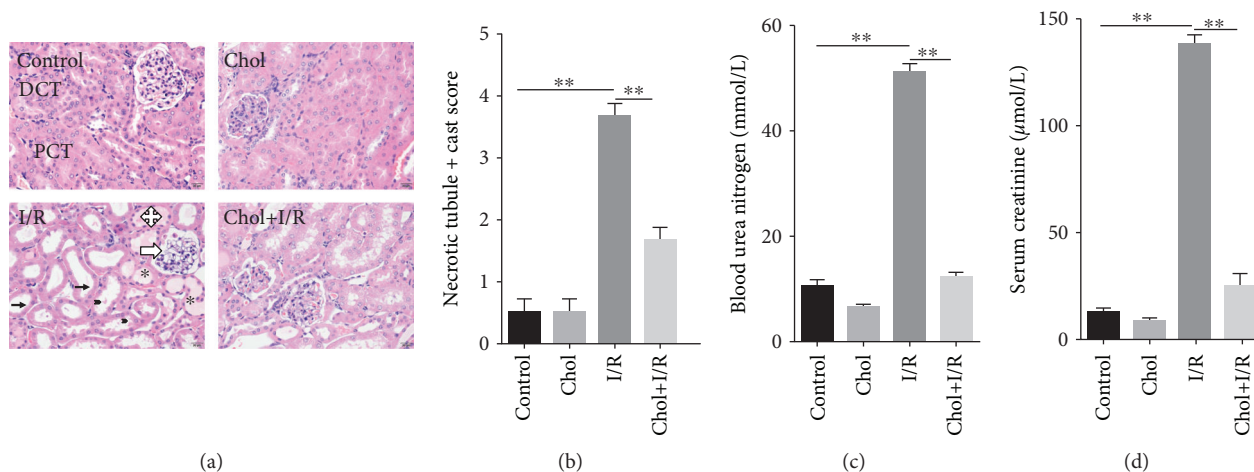 Control
DCT
PCT
Chol
I/R
*
*
Chol+I/R
(a)
Necrotic tubule + cast score
5
4
3
2
1
0
**
**
Control
Chol
I/R
Chol+I/R
(b)
Blood urea nitrogen (mmol/L)
60
40
20
0
**
**
Control
Chol
I/R
Chol+I/R
(c)
Serum creatinine (μmol/L)
150
100
50
0
**
**
Control
Chol
I/R
Chol+I/R
(d)